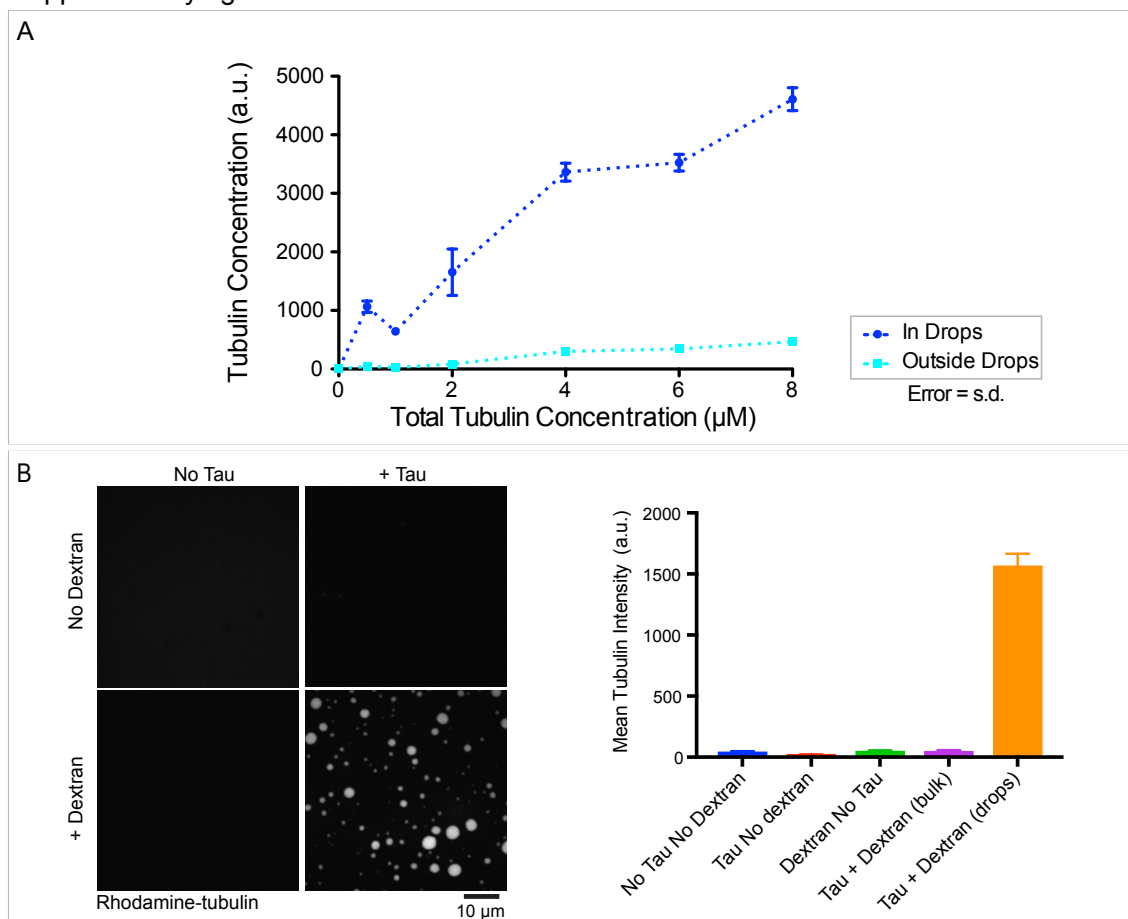 A
Tubulin Concentration (a.u.)
5000
4000
3000
2000
1000
0
0
2
4
6
8
Total Tubulin Concentration (µM)
In Drops
Outside Drops
Error = s.d.
B
No Tau
+ Tau
No Dextran
+ Dextran
Rhodamine-tubulin
10 µm
Mean Tubulin Intensity (a.u.)
2000
1500
1000
500
0
No Tau No Dextran
Tau No dextran
Dextran No Tau
Tau + Dextran (bulk)
Tau + Dextran (drops)